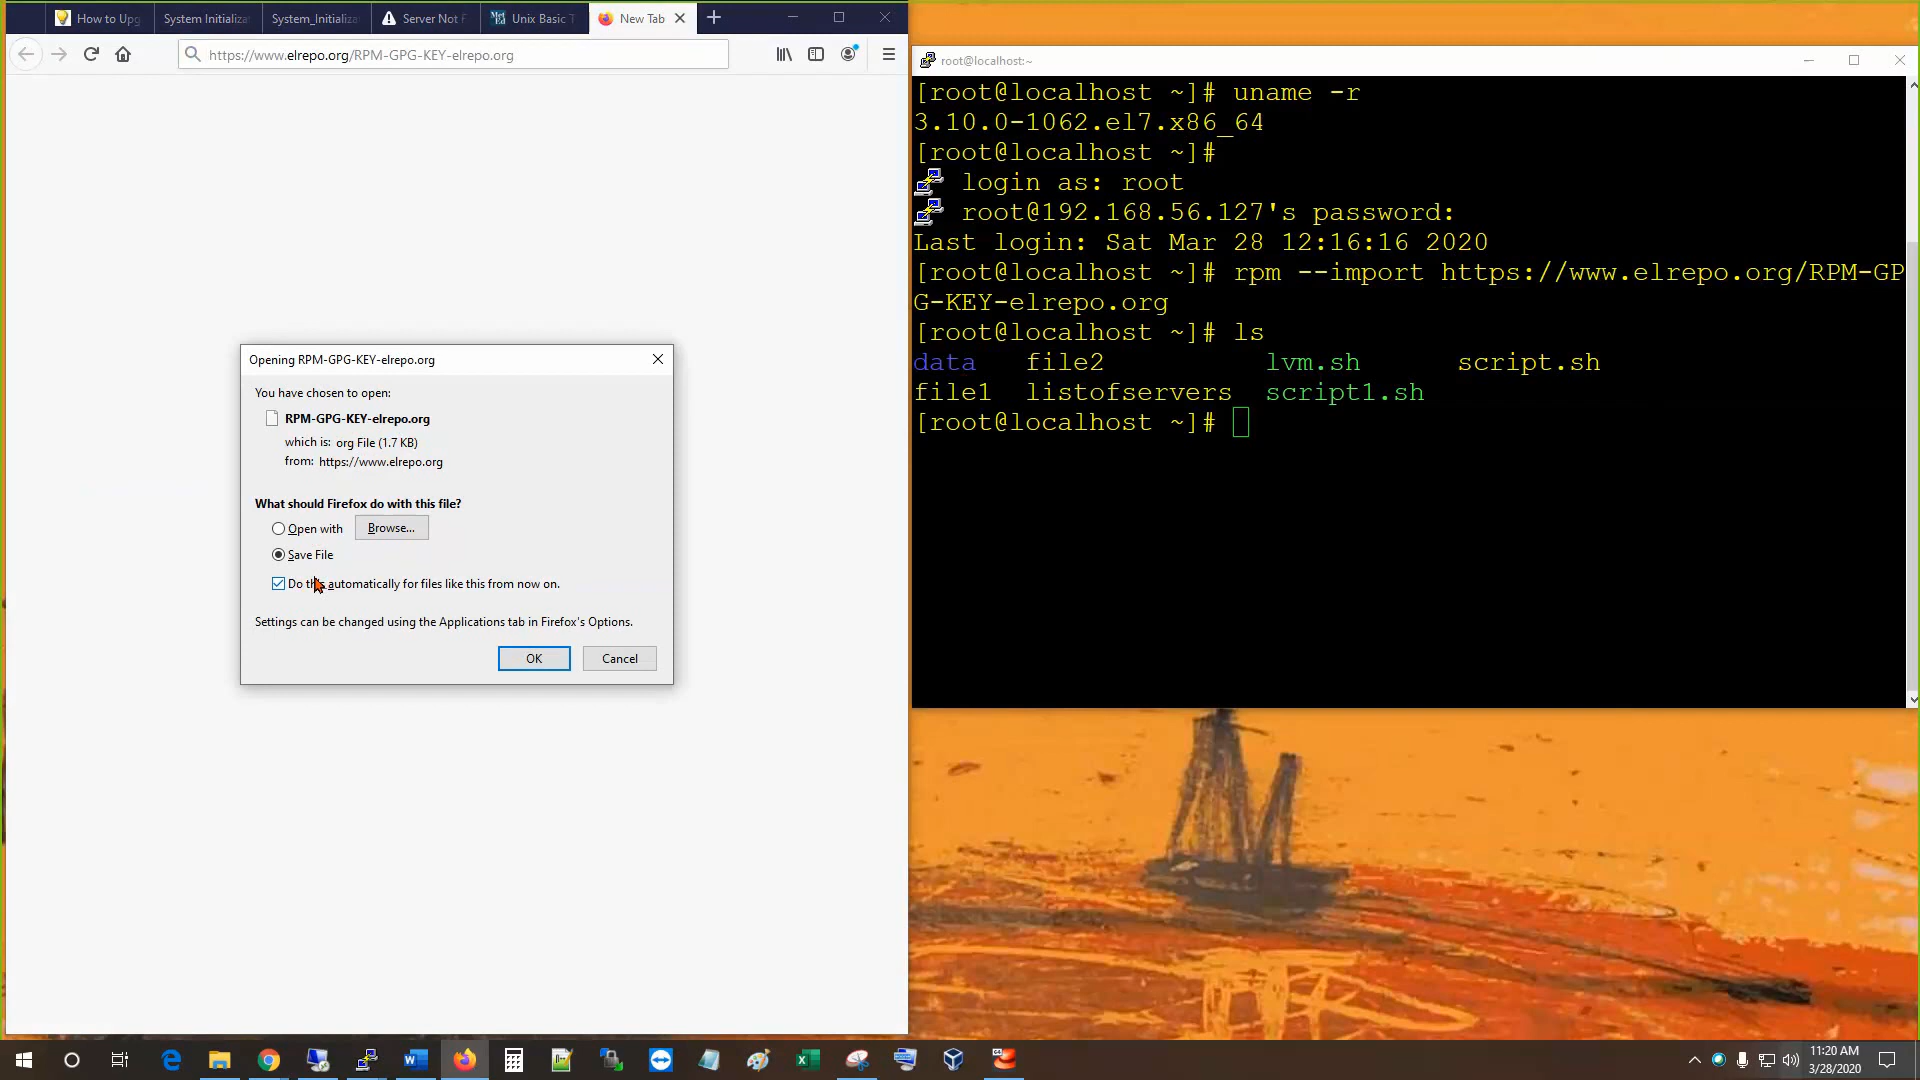 How to Upg
System Initializa
System_Initializa
Server Not F
Unix Basic T
New Tab
https://www.elrepo.org/RPM-GPG-KEY-elrepo.org
Opening RPM-GPG-KEY-elrepo.org
You have chosen to open:
RPM-GPG-KEY-elrepo.org
which is: org File (1.7 KB)
from: https://www.elrepo.org
What should Firefox do with this file?
Open with
Browse...
Save File
Do this automatically for files like this from now on.
Settings can be changed using the Applications tab in Firefox's Options.
OK
Cancel
root@localhost:~
[root@localhost ~]# uname -r
3.10.0-1062.el7.x86_64
[root@localhost ~]#
login as: root
root@192.168.56.127's password:
Last login: Sat Mar 28 12:16:16 2020
[root@localhost ~]# rpm --import https://www.elrepo.org/RPM-GP
G-KEY-elrepo.org
[root@localhost ~]# ls
data file2 lvm.sh script.sh
file1 listofservers script1.sh
[root@localhost ~]#
11:20 AM
3/28/2020